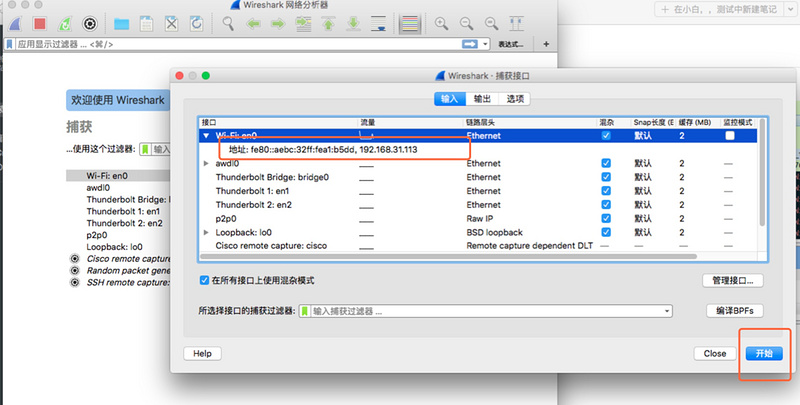 Wireshark 网络分析器
在小白，，测试中新建笔记
应用显示过滤器 ... <⌘/>
表达式...
+
欢迎使用 Wireshark
捕获
...使用这个过滤器:
输入
Wi-Fi: en0
awdl0
Thunderbolt Bridge:
Thunderbolt 1: en1
Thunderbolt 2: en2
p2p0
Loopback: lo0
Cisco remote capture
Random packet gene
SSH remote capture:
Wireshark · 捕获接口
输入 输出 选项
接口 流量 链路层头 混杂 Snap长度 (E 缓存 (MB) 监控模式
Wi-Fi: en0 Ethernet 默认 2
地址: fe80::aebc:32ff:fea1:b5dd, 192.168.31.113
awdl0 Ethernet 默认 2 —
Thunderbolt Bridge: bridge0 Ethernet 默认 2 —
Thunderbolt 1: en1 Ethernet 默认 2 —
Thunderbolt 2: en2 Ethernet 默认 2 —
p2p0 Raw IP 默认 2 —
Loopback: lo0 BSD loopback 默认 2 —
Cisco remote capture: cisco Remote capture dependent DLT — — — —
在所有接口上使用混杂模式
管理接口...
所选择接口的捕获过滤器: 输入捕获过滤器 ...
编译BPFs
Help
Close
开始